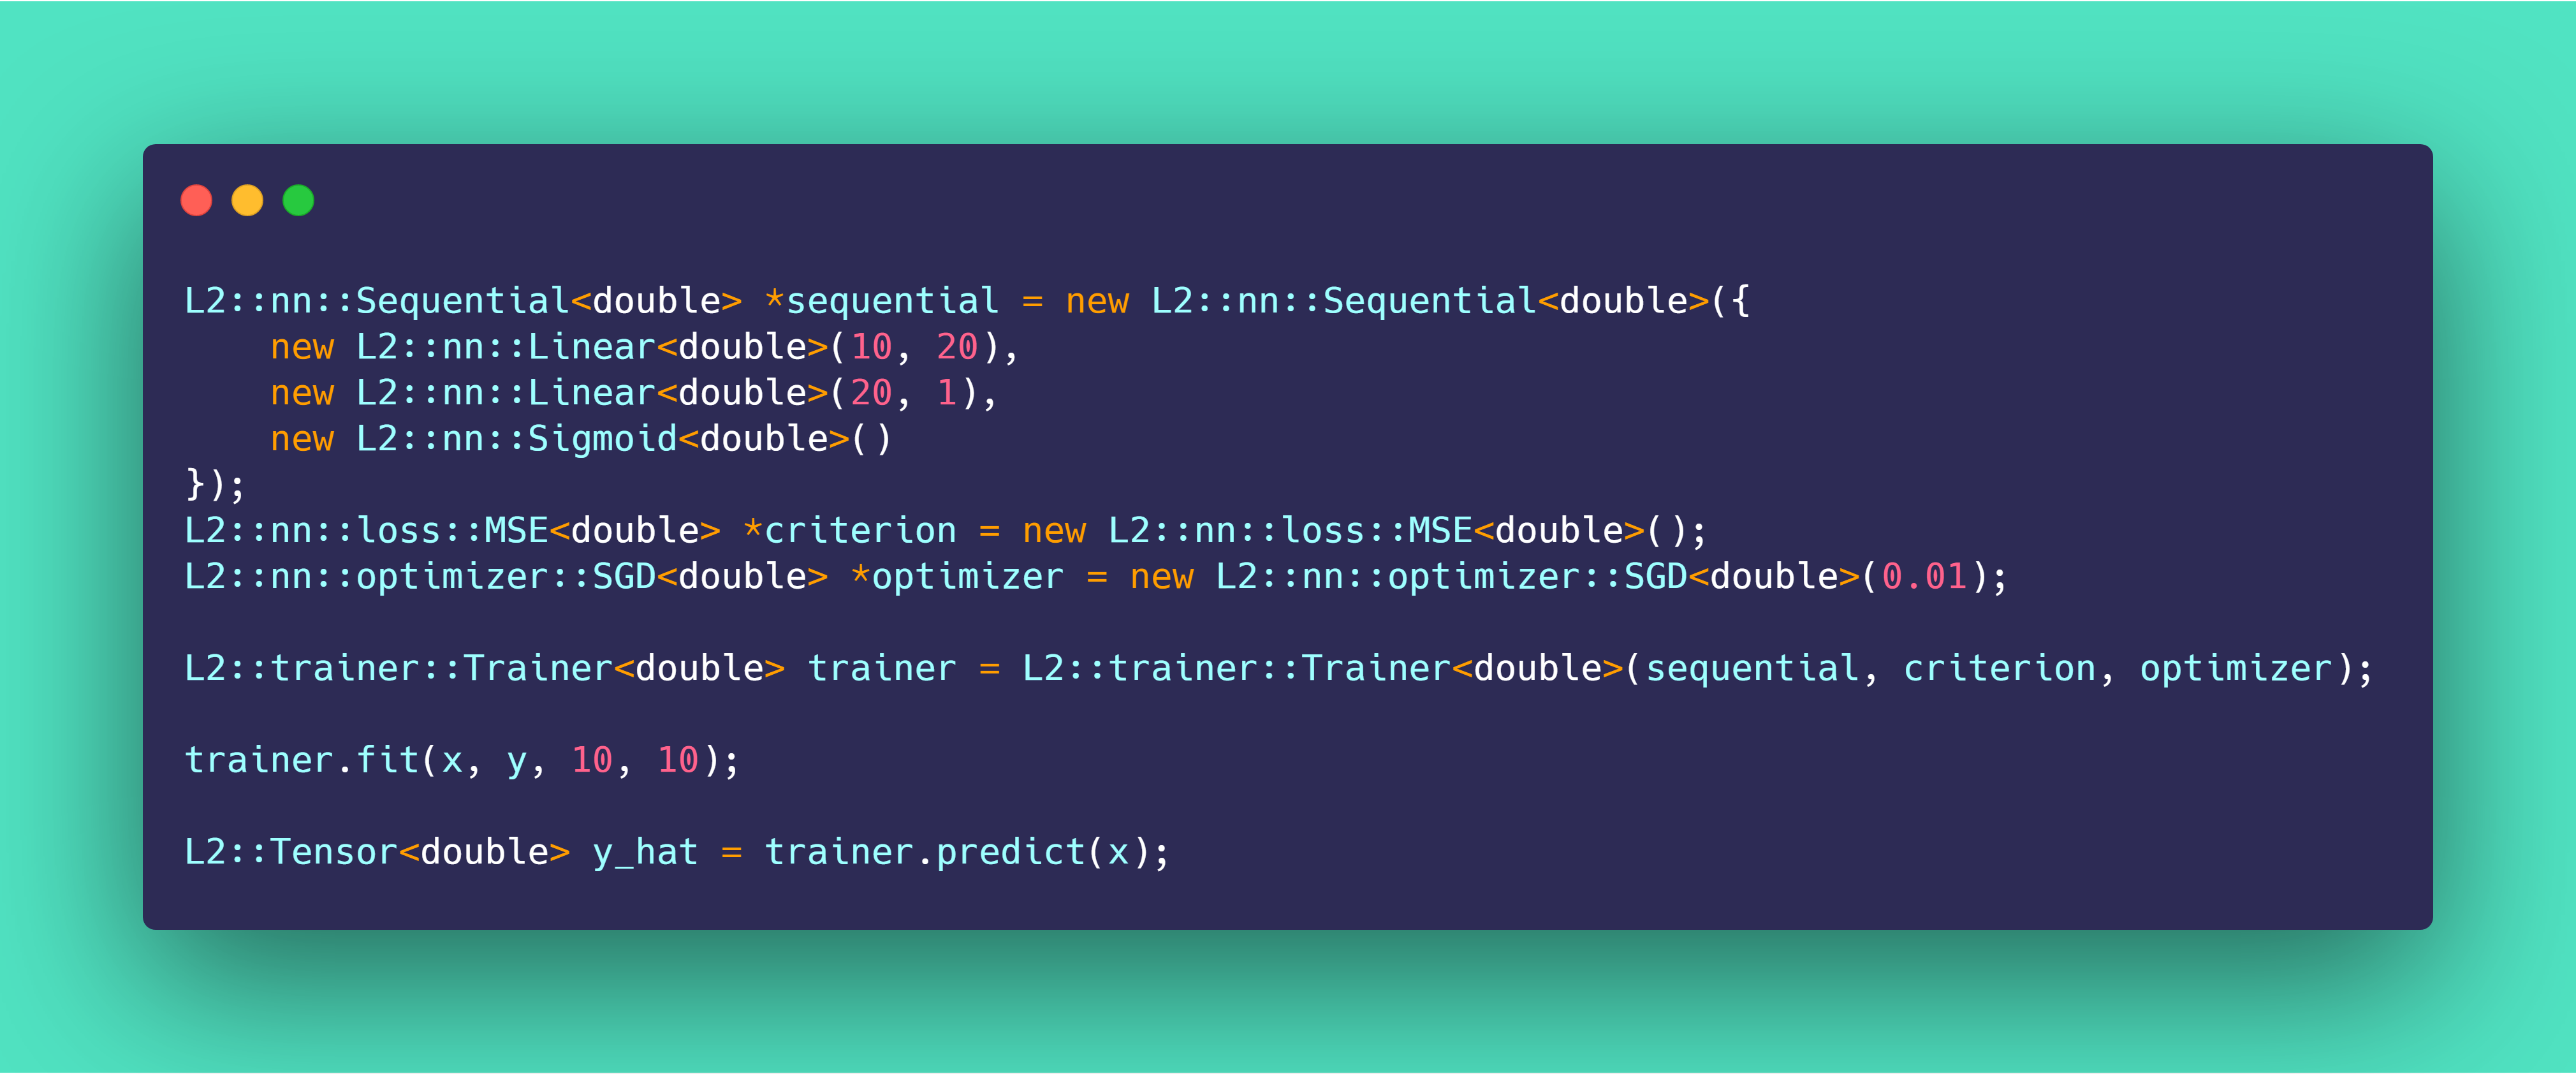 L2::nn::Sequential<double> *sequential = new L2::nn::Sequential<double>({
    new L2::nn::Linear<double>(10, 20),
    new L2::nn::Linear<double>(20, 1),
    new L2::nn::Sigmoid<double>()
});
L2::nn::loss::MSE<double> *criterion = new L2::nn::loss::MSE<double>();
L2::nn::optimizer::SGD<double> *optimizer = new L2::nn::optimizer::SGD<double>(0.01);
L2::trainer::Trainer<double> trainer = L2::trainer::Trainer<double>(sequential, criterion, optimizer);
trainer.fit(x, y, 10, 10);
L2::Tensor<double> y_hat = trainer.predict(x);